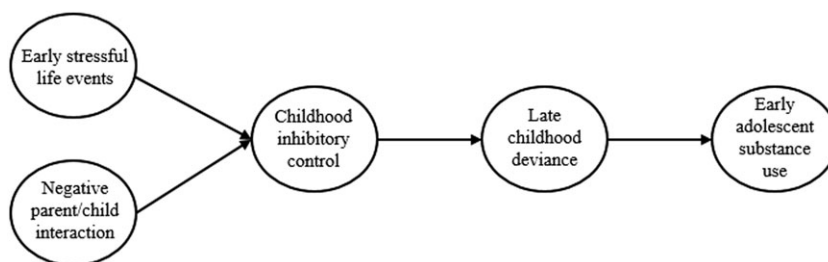 Early stressful
life events
Negative
parent/child
interaction
Childhood
inhibitory
control
Late
childhood
deviance
Early
adolescent
substance
use